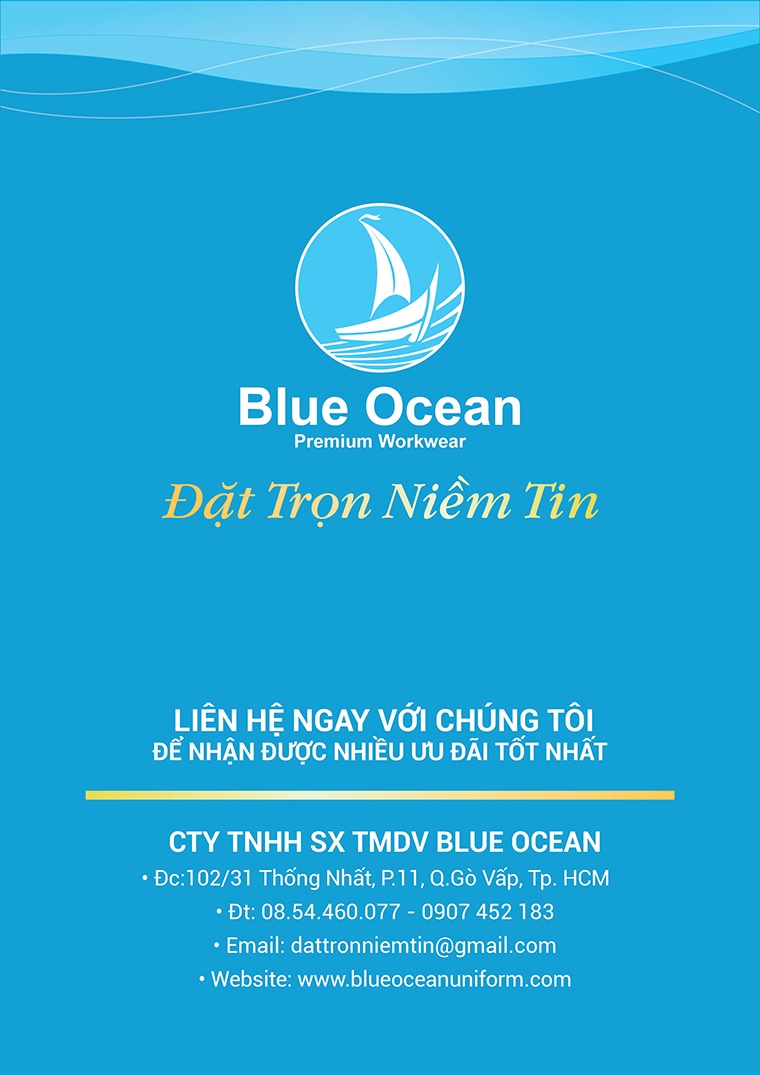 Blue Ocean
Premium Workwear
Đặt Trọn Niềm Tin
LIÊN HỆ NGAY VỚI CHÚNG TÔI
ĐỂ NHẬN ĐƯỢC NHIỀU ƯU ĐÃI TỐT NHẤT
CTY TNHH SX TMDV BLUE OCEAN
• Đc:102/31 Thống Nhất, P.11, Q.Gò Vấp, Tp. HCM
• Đt: 08.54.460.077 - 0907 452 183
• Email: dattronniemtin@gmail.com
• Website: www.blueoceanuniform.com